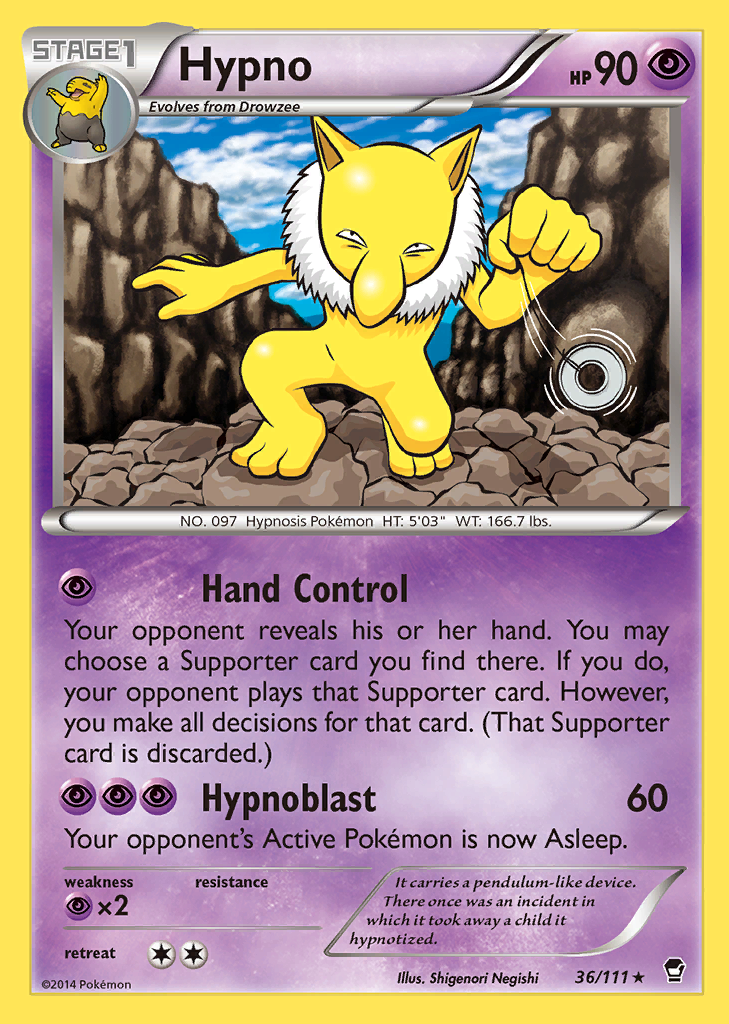 STAGE1
Hypno
HP 90
Evolves from Drowzee
NO. 097 Hypnosis Pokémon HT: 5'03" WT: 166.7 lbs.
Hand Control
Your opponent reveals his or her hand. You may
choose a Supporter card you find there. If you do,
your opponent plays that Supporter card. However,
you make all decisions for that card. (That Supporter
card is discarded.)
Hypnoblast 60
Your opponent's Active Pokémon is now Asleep.
weakness resistance
×2
It carries a pendulum-like device.
There once was an incident in
which it took away a child it
hypnotized.
retreat
©2014 Pokémon
Illus. Shigenori Negishi
36/111 ★